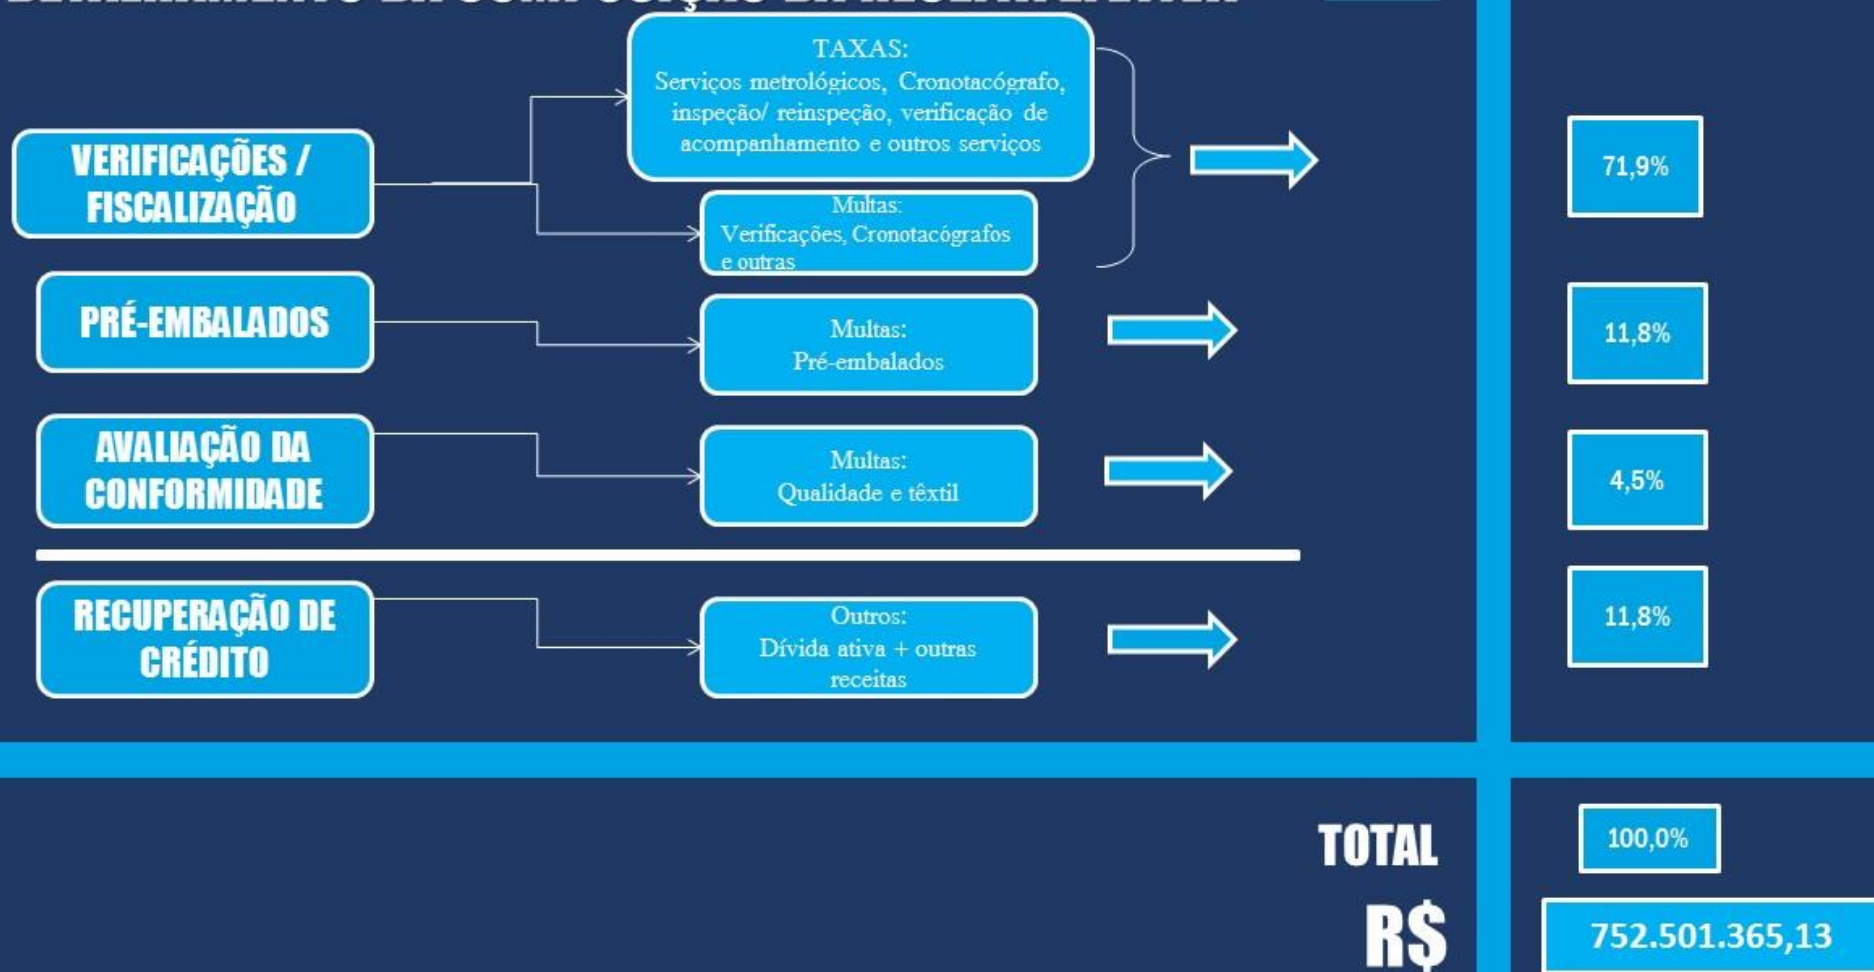 VERIFICAÇÕES /
FISCALIZAÇÃO
TAXAS:
Serviços metrológicos, Cronotacógrafo,
inspeção/ reinspeção, verificação de
acompanhamento e outros serviços
Multas:
Verificações, Cronotacógrafos
e outras
71,9%
PRÉ-EMBALADOS
Multas:
Pré-embalados
11,8%
AVALIAÇÃO DA
CONFORMIDADE
Multas:
Qualidade e têxtil
4,5%
RECUPERAÇÃO DE
CRÉDITO
Outros:
Dívida ativa + outras
receitas
11,8%
TOTAL
100,0%
R$
752.501.365,13